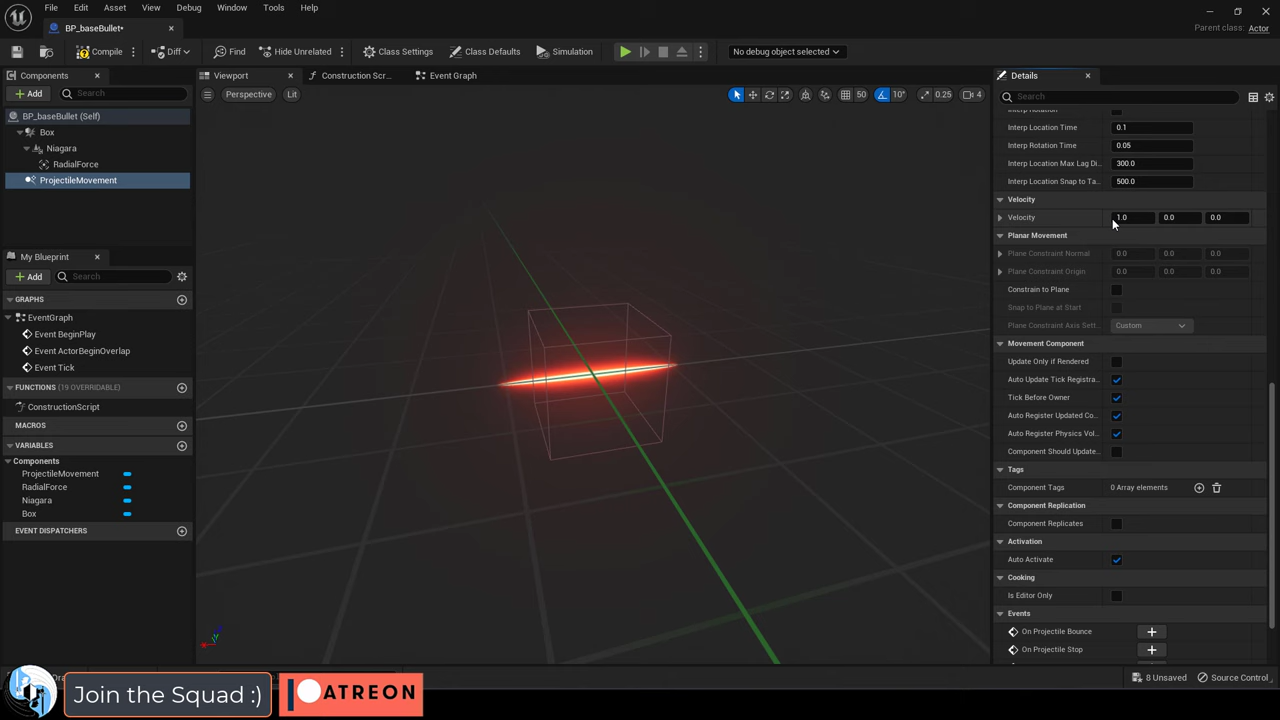 File Edit Asset View Debug Window Tools Help
BP_baseBullet*
Parent class: Actor
Compile Diff Find Hide Unrelated Class Settings Class Defaults Simulation No debug object selected
Components
Add Search
BP_baseBullet (Self)
Box
Niagara
RadialForce
ProjectileMovement
My Blueprint
Add Search
GRAPHS
EventGraph
Event BeginPlay
Event ActorBeginOverlap
Event Tick
FUNCTIONS (19 OVERRIDABLE)
ConstructionScript
MACROS
VARIABLES
Components
ProjectileMovement
RadialForce
Niagara
Box
EVENT DISPATCHERS
Viewport Construction Scr... Event Graph
Perspective Lit 50 10° 0.25 4
Details
Search
Interp Location Time 0.1
Interp Rotation Time 0.05
Interp Location Max Lag Di... 300.0
Interp Location Snap to Ta... 500.0
Velocity
Velocity 1.0 0.0 0.0
Planar Movement
Plane Constraint Normal 0.0 0.0 0.0
Plane Constraint Origin 0.0 0.0 0.0
Constrain to Plane
Snap to Plane at Start
Plane Constraint Axis Sett... Custom
Movement Component
Update Only if Rendered
Auto Update Tick Registra...
Tick Before Owner
Auto Register Updated Co...
Auto Register Physics Vol...
Component Should Update...
Tags
Component Tags 0 Array elements
Component Replication
Component Replicates
Activation
Auto Activate
Cooking
Is Editor Only
Events
On Projectile Bounce
On Projectile Stop
8 Unsaved Source Control
Join the Squad :)
PATREON